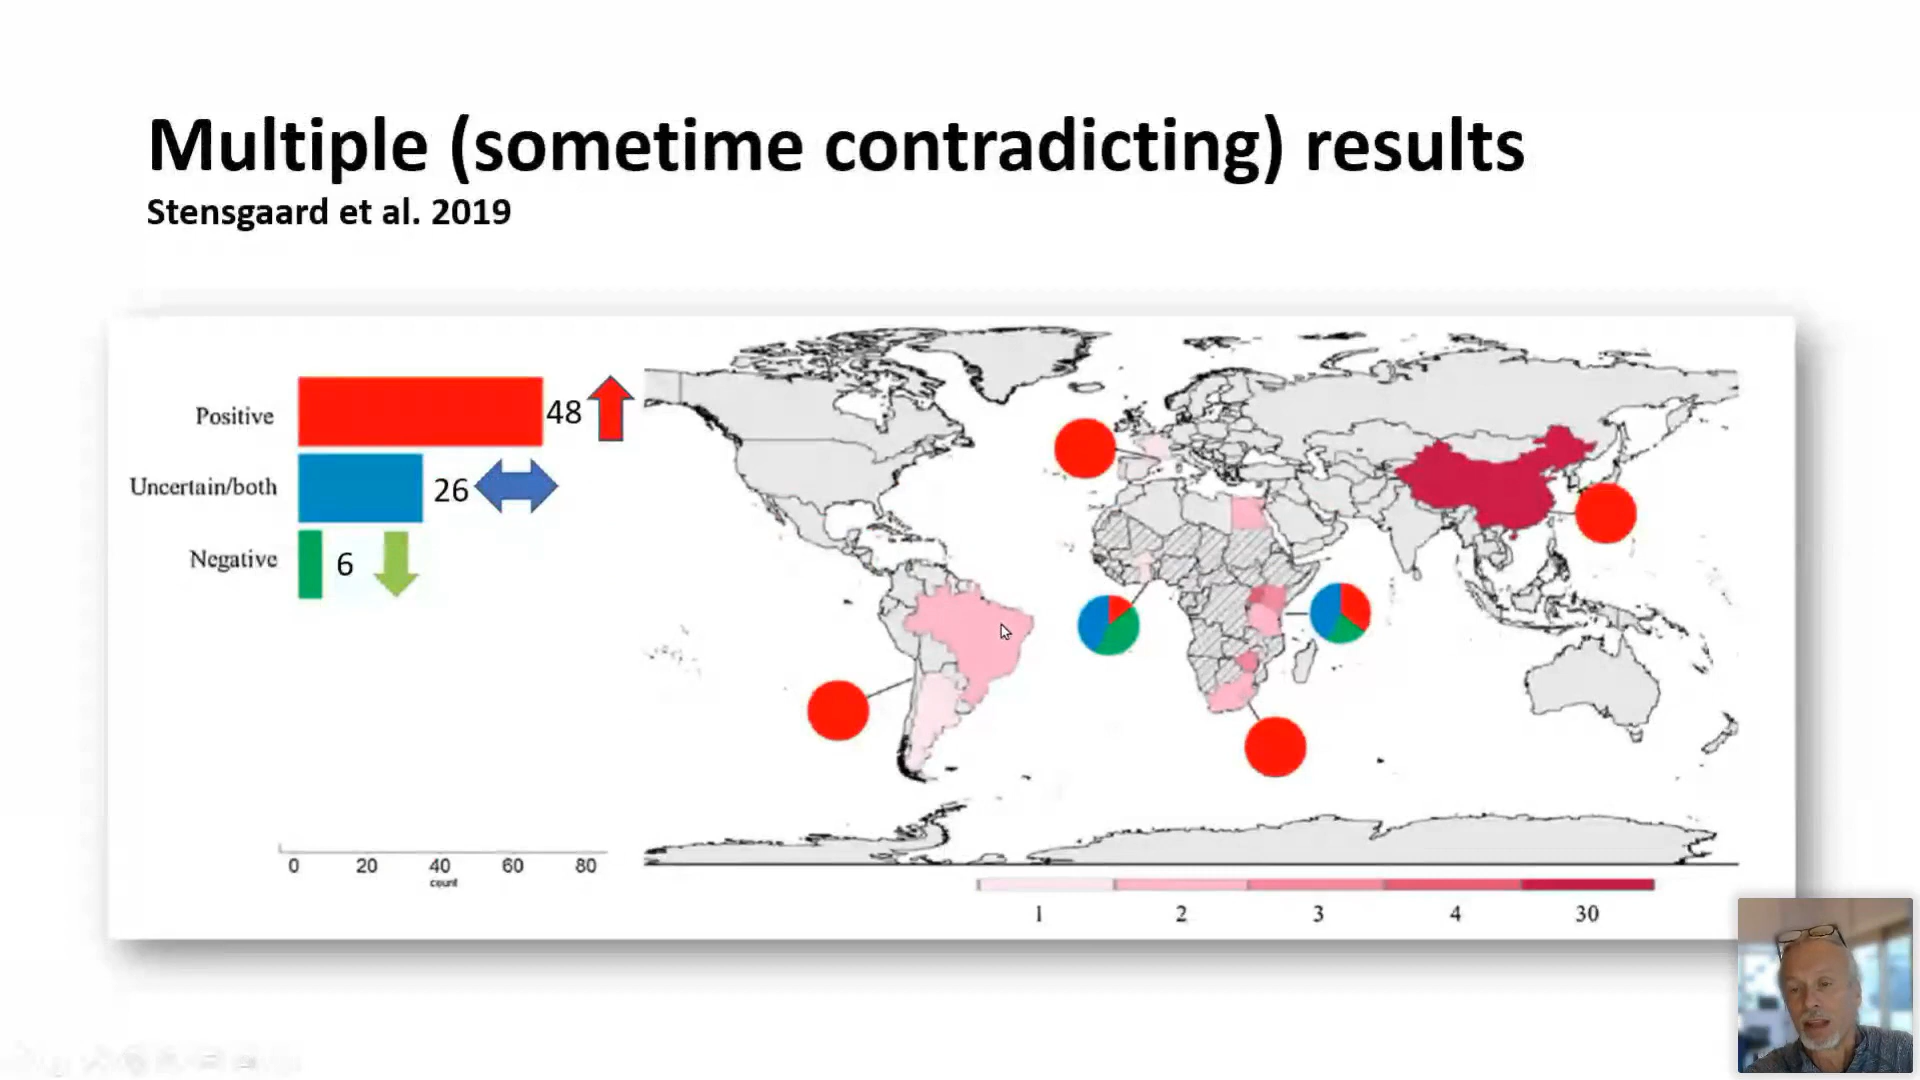 Multiple (sometime contradicting) results
Stensgaard et al. 2019
Positive
48
Uncertain/both
26
Negative
6
0 20 40 60 80
count
1 2 3 4 30